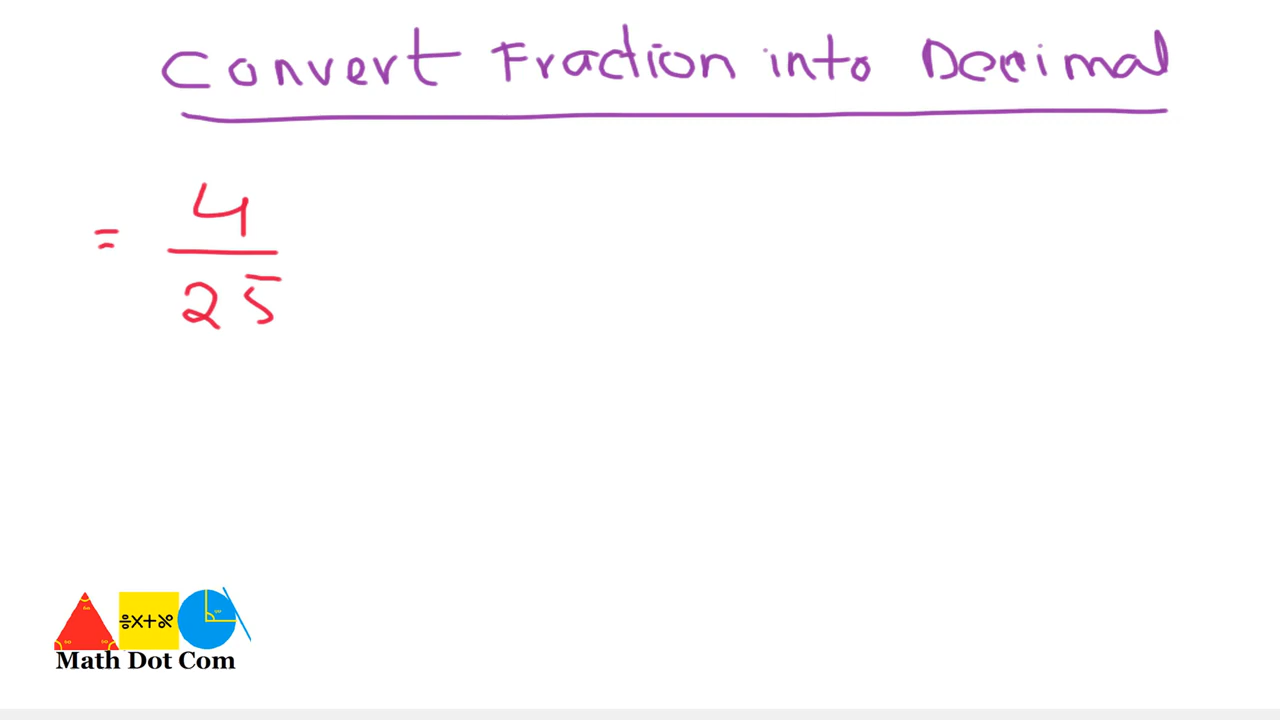 Convert Fraction into Decimal
= 4
25
÷x+%
Math Dot Com